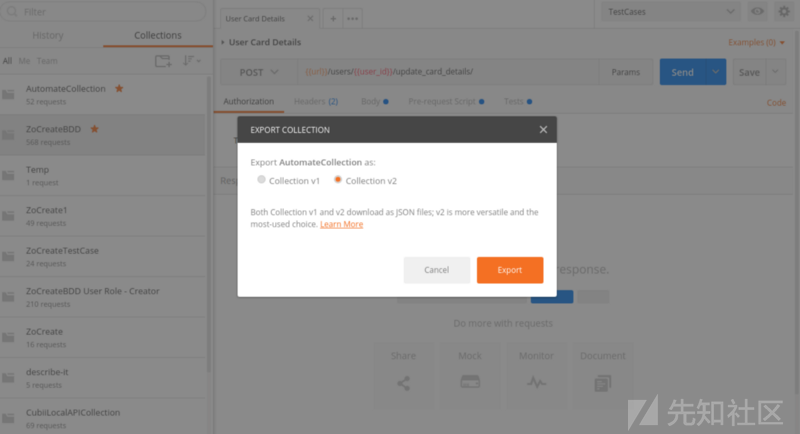 Filter
History
Collections
All Me Team
AutomateCollection
52 requests
ZoCreateBDD
568 requests
Temp
1 request
ZoCreate1
49 requests
ZoCreateTestCase
24 requests
ZoCreateBDD User Role - Creator
210 requests
ZoCreate
16 requests
describe-it
7 requests
CubiiLocalAPICollection
69 requests
User Card Details
TestCases
User Card Details
Examples (0)
POST
{{url}}/users/{{user_id}}/update_card_details/
Params
Send
Save
Authorization
Headers (2)
Body
Pre-request Script
Tests
Code
EXPORT COLLECTION
Export AutomateCollection as:
Collection v1
Collection v2
Both Collection v1 and v2 download as JSON files; v2 is more versatile and the
most-used choice. Learn More
Cancel
Export
response.
Do more with requests
Share
Mock
Monitor
Document
先知社区